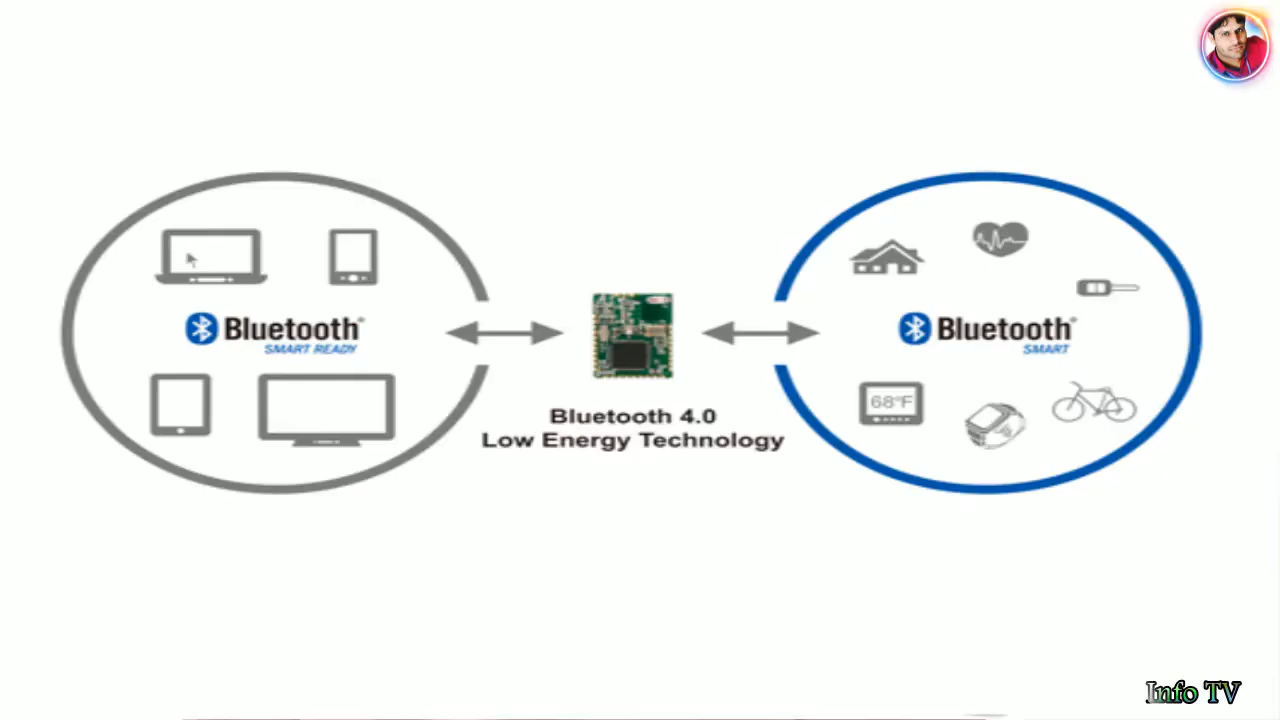 Bluetooth®
SMART READY
Bluetooth 4.0
Low Energy Technology
Bluetooth®
SMART
68°F
Info TV